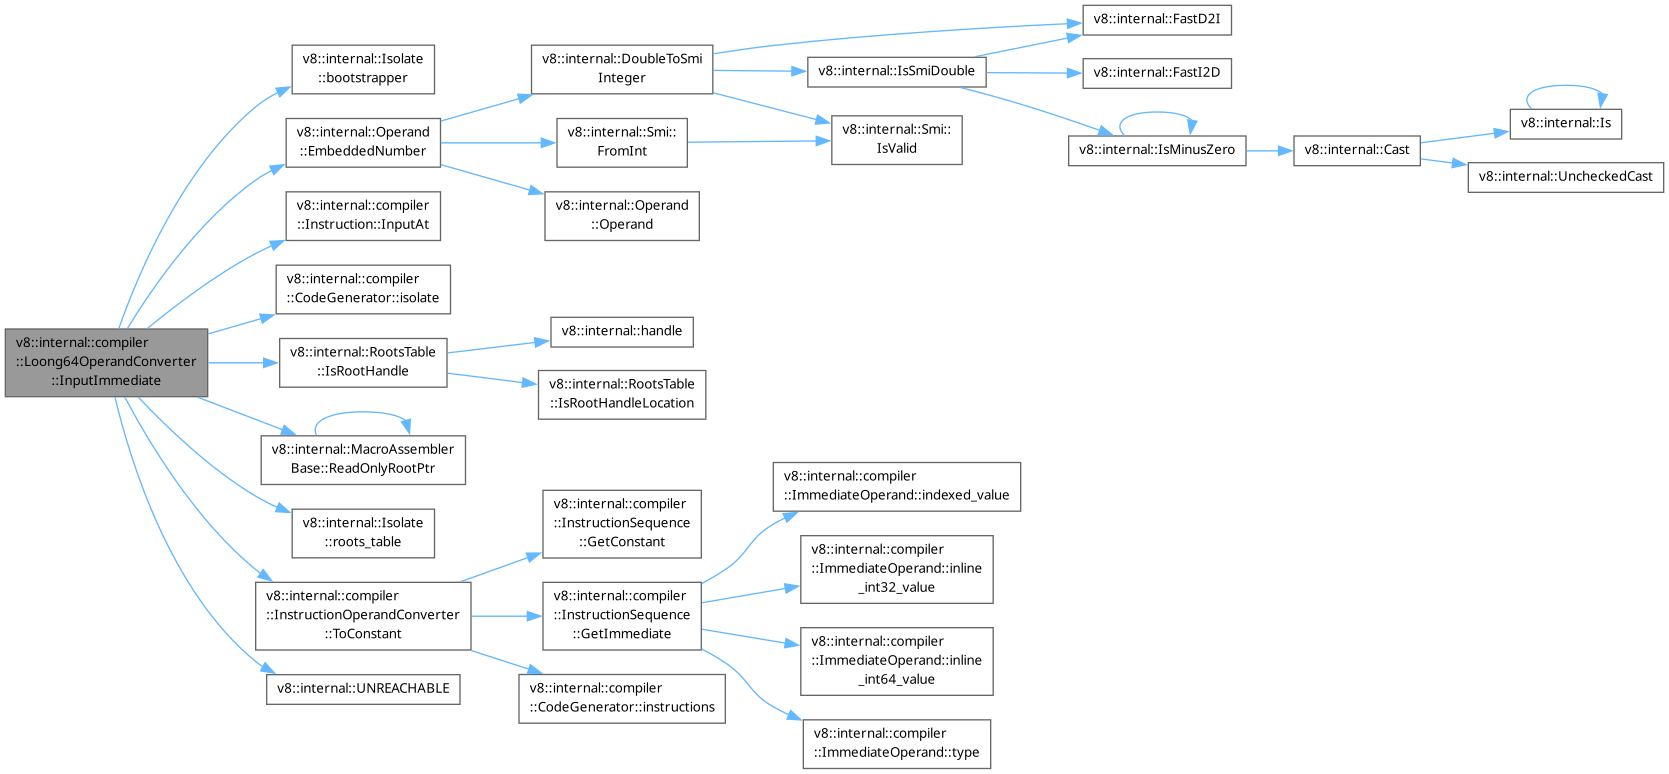 v8::internal::compiler
::Loong64OperandConverter
::InputImmediate
v8::internal::Isolate
::bootstrapper
v8::internal::Operand
::EmbeddedNumber
v8::internal::compiler
::Instruction::InputAt
v8::internal::compiler
::CodeGenerator::isolate
v8::internal::RootsTable
::IsRootHandle
v8::internal::MacroAssembler
Base::ReadOnlyRootPtr
v8::internal::Isolate
::roots_table
v8::internal::compiler
::InstructionOperandConverter
::ToConstant
v8::internal::UNREACHABLE
v8::internal::DoubleToSmi
Integer
v8::internal::Smi::
FromInt
v8::internal::Operand
::Operand
v8::internal::handle
v8::internal::RootsTable
::IsRootHandleLocation
v8::internal::compiler
::InstructionSequence
::GetConstant
v8::internal::compiler
::InstructionSequence
::GetImmediate
v8::internal::compiler
::CodeGenerator::instructions
v8::internal::IsSmiDouble
v8::internal::Smi::
IsValid
v8::internal::compiler
::ImmediateOperand::indexed_value
v8::internal::compiler
::ImmediateOperand::inline
_int32_value
v8::internal::compiler
::ImmediateOperand::inline
_int64_value
v8::internal::compiler
::ImmediateOperand::type
v8::internal::FastD2I
v8::internal::FastI2D
v8::internal::IsMinusZero
v8::internal::Cast
v8::internal::Is
v8::internal::UncheckedCast